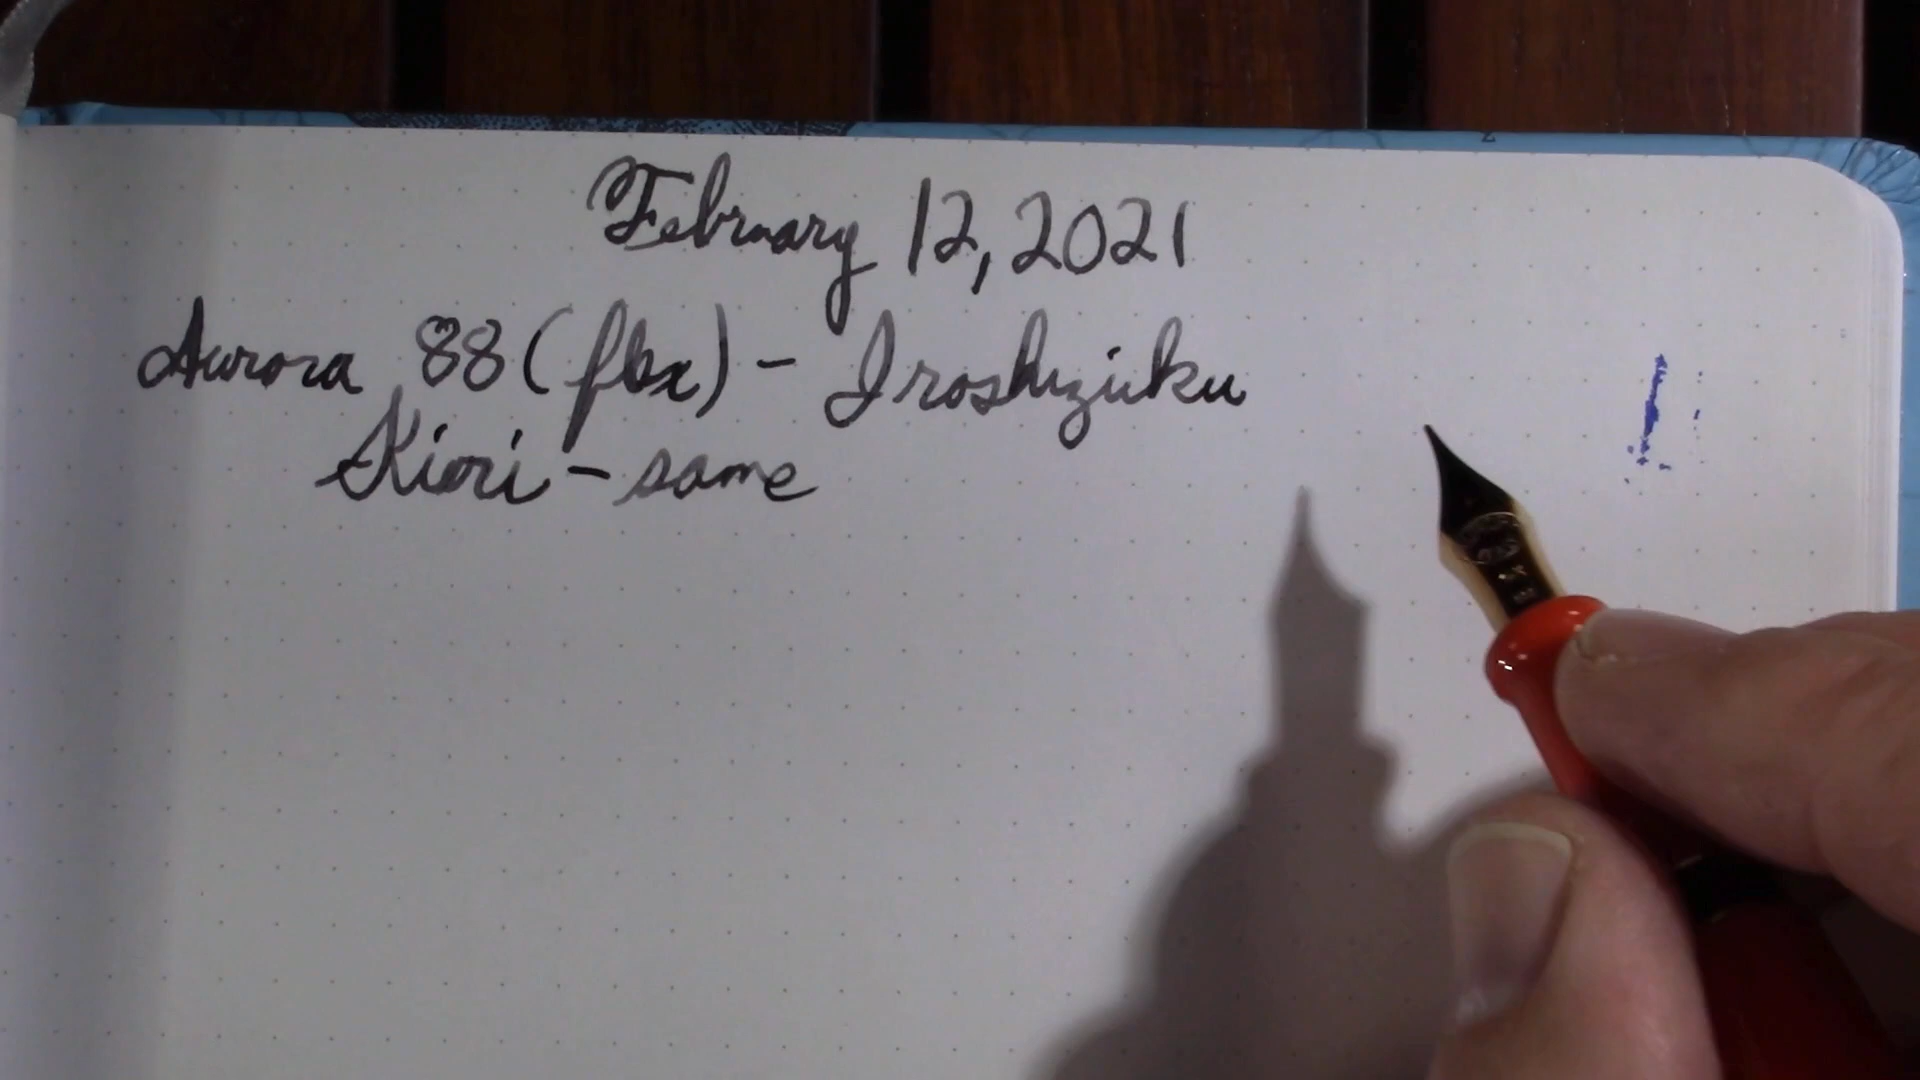 February 12, 2021
Aurora 88 (flex) - Iroshizuku
Kiri - same